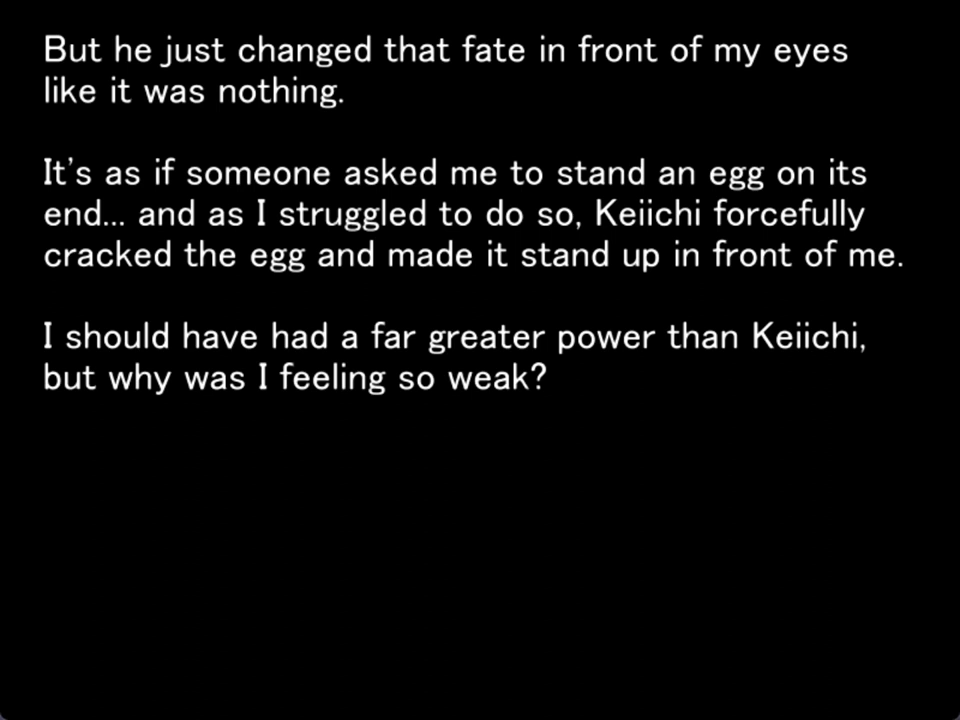 But he just changed that fate in front of my eyes
like it was nothing.
It's as if someone asked me to stand an egg on its
end... and as I struggled to do so, Keiichi forcefully
cracked the egg and made it stand up in front of me.
I should have had a far greater power than Keiichi,
but why was I feeling so weak?